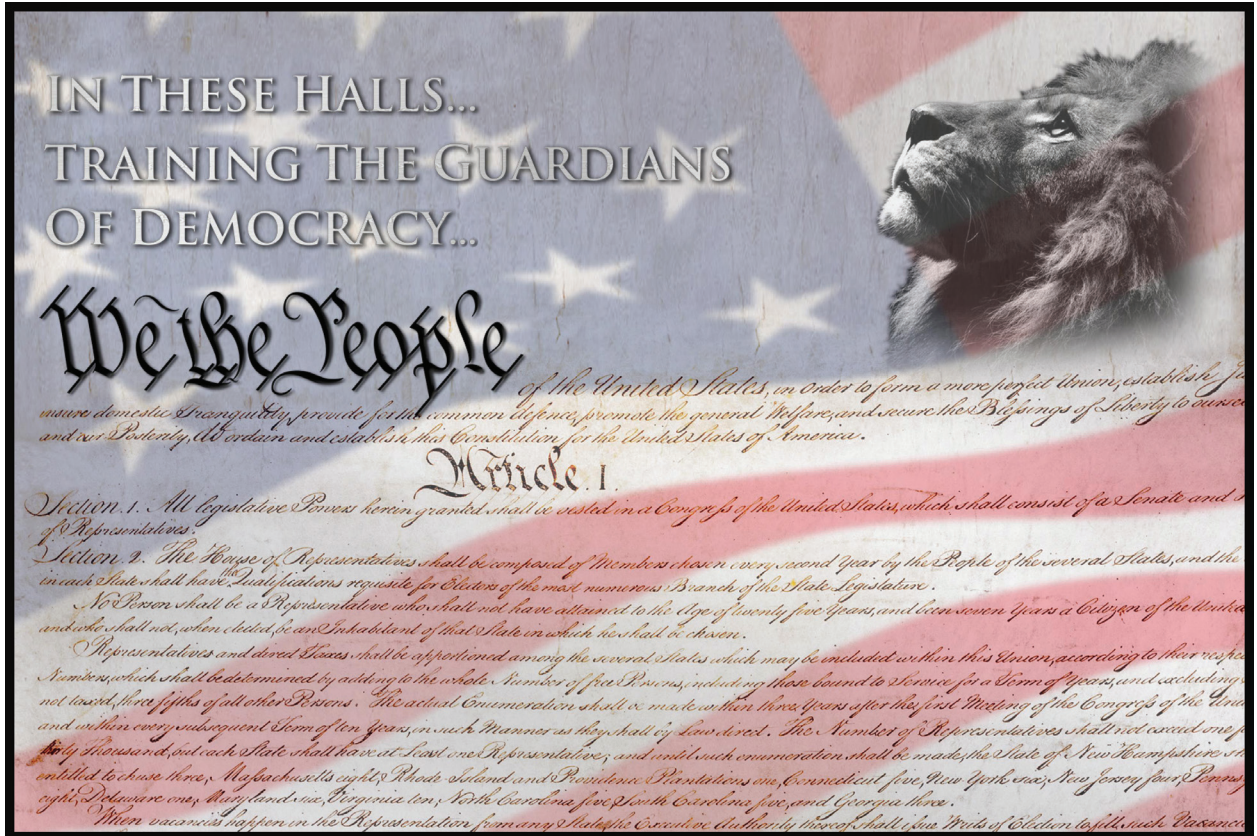 IN THESE HALLS...
TRAINING THE GUARDIANS
OF DEMOCRACY...
We the People
of the United States, in Order to form a more perfect Union, establish Ju
insure domestic Tranquility, provide for the common defence, promote the general Welfare, and secure the Blessings of Liberty to oursel
and our Posterity, do ordain and establish this Constitution for the United States of America.
Article. I.
Section. 1. All legislative Powers herein granted shall be vested in a Congress of the United States, which shall consist of a Senate and
of Representatives.
Section. 2. The House of Representatives shall be composed of Members chosen every second Year by the People of the several States, and the
in each State shall have the Qualifications requisite for Electors of the most numerous Branch of the State Legislature.
No Person shall be a Representative who shall not have attained to the Age of twenty five Years, and been seven Years a Citizen of the United
and who shall not, when elected, be an Inhabitant of that State in which he shall be chosen.
Representatives and direct Taxes shall be apportioned among the several States which may be included within this Union, according to their respec
Numbers, which shall be determined by adding to the whole Number of free Persons, including those bound to Service for a Term of Years, and excluding
not taxed, three fifths of all other Persons. The actual Enumeration shall be made within three Years after the first Meeting of the Congress of the Unit
and within every subsequent Term of ten Years, in such Manner as they shall by Law direct. The Number of Representatives shall not exceed one f
thirty Thousand, but each State shall have at Least one Representative; and until such enumeration shall be made, the State of New Hampshire sh
entitled to chuse three, Massachusetts eight, Rhode Island and Providence Plantations one, Connecticut five, New York six, New Jersey four, Penns
eight, Delaware one, Maryland six, Virginia ten, North Carolina five, South Carolina five, and Georgia three.
When vacancies happen in the Representation from any State, the Executive Authority thereof shall issue Writs of Election to fill such Vacanci